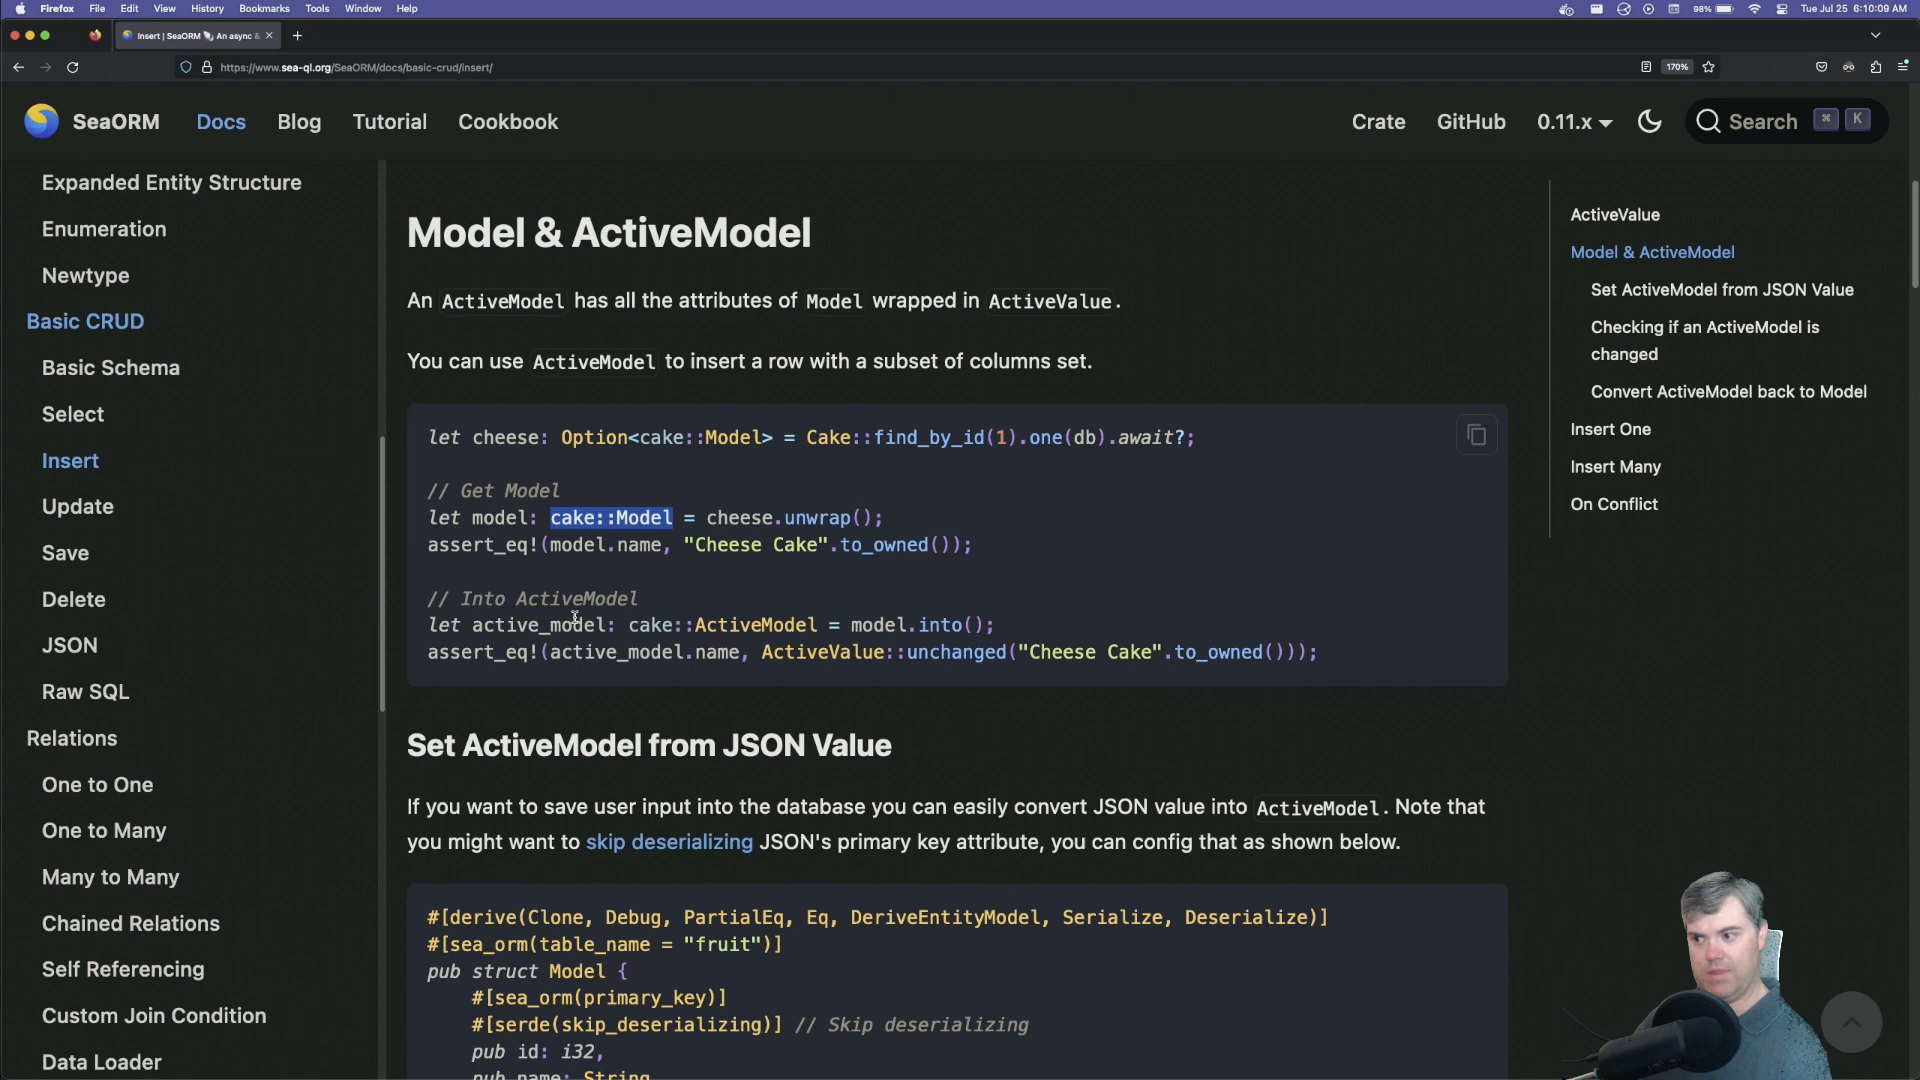 Firefox File Edit View History Bookmarks Tools Window Help
98% Tue Jul 25 6:10:09 AM
Insert | SeaORM 🐚 An async &
https://www.sea-ql.org/SeaORM/docs/basic-crud/insert/
170%
SeaORM Docs Blog Tutorial Cookbook
Crate GitHub 0.11.x Search ⌘ K
Expanded Entity Structure
Enumeration
Newtype
Basic CRUD
Basic Schema
Select
Insert
Update
Save
Delete
JSON
Raw SQL
Relations
One to One
One to Many
Many to Many
Chained Relations
Self Referencing
Custom Join Condition
Data Loader
Model & ActiveModel
An ActiveModel has all the attributes of Model wrapped in ActiveValue.
You can use ActiveModel to insert a row with a subset of columns set.
let cheese: Option<cake::Model> = Cake::find_by_id(1).one(db).await?;
// Get Model
let model: cake::Model = cheese.unwrap();
assert_eq!(model.name, "Cheese Cake".to_owned());
// Into ActiveModel
let active_model: cake::ActiveModel = model.into();
assert_eq!(active_model.name, ActiveValue::unchanged("Cheese Cake".to_owned()));
Set ActiveModel from JSON Value
If you want to save user input into the database you can easily convert JSON value into ActiveModel. Note that
you might want to skip deserializing JSON's primary key attribute, you can config that as shown below.
#[derive(Clone, Debug, PartialEq, Eq, DeriveEntityModel, Serialize, Deserialize)]
#[sea_orm(table_name = "fruit")]
pub struct Model {
#[sea_orm(primary_key)]
#[serde(skip_deserializing)] // Skip deserializing
pub id: i32,
pub name: String
ActiveValue
Model & ActiveModel
Set ActiveModel from JSON Value
Checking if an ActiveModel is
changed
Convert ActiveModel back to Model
Insert One
Insert Many
On Conflict